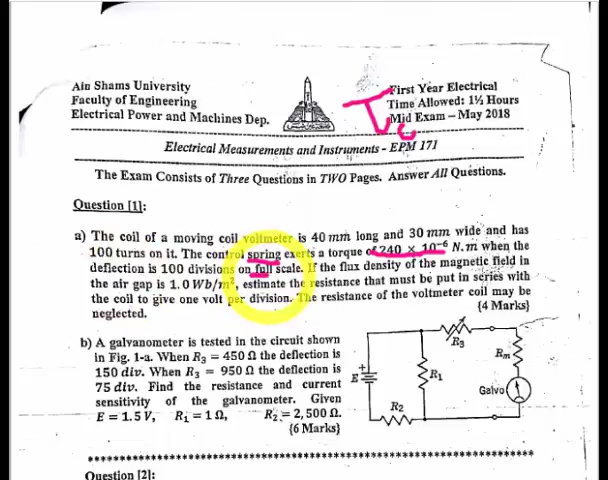 Ain Shams University
Faculty of Engineering
Electrical Power and Machines Dep.
First Year Electrical
Time Allowed: 1½ Hours
Mid Exam – May 2018
Tc
Electrical Measurements and Instruments - EPM 171
The Exam Consists of Three Questions in TWO Pages. Answer All Questions.
Question [1]:
a) The coil of a moving coil voltmeter is 40 mm long and 30 mm wide and has
100 turns on it. The control spring exerts a torque of 240 × 10⁻⁶ N.m when the
deflection is 100 divisions on full scale. If the flux density of the magnetic field in
the air gap is 1.0 Wb/m², estimate the resistance that must be put in series with
the coil to give one volt per division. The resistance of the voltmeter coil may be
neglected.
{4 Marks}
b) A galvanometer is tested in the circuit shown
in Fig. 1-a. When R₃ = 450 Ω the deflection is
150 div. When R₃ = 950 Ω the deflection is
75 div. Find the resistance and current
sensitivity of the galvanometer. Given
E = 1.5 V, R₁ = 1 Ω, R₂ = 2,500 Ω.
{6 Marks}
R₃
Rm
E
R₁
Galvo
R₂
Question [2]: